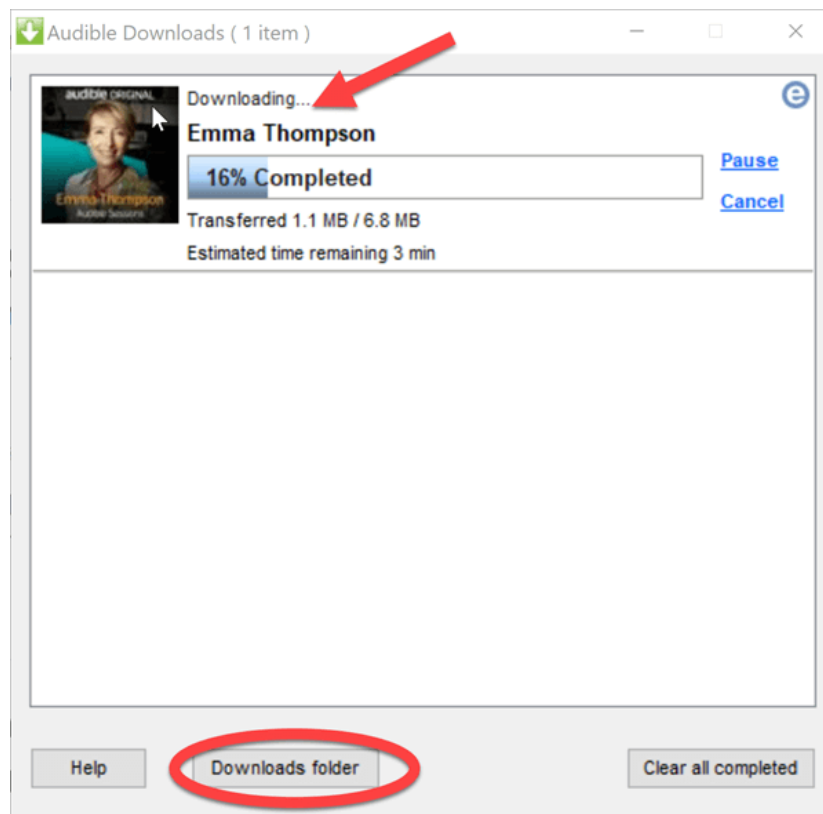 Audible Downloads ( 1 item )
audible ORIGINAL
Downloading...
Emma Thompson
16% Completed
Pause
Cancel
Emma Thompson
Audible Sessions
Transferred 1.1 MB / 6.8 MB
Estimated time remaining 3 min
Help
Downloads folder
Clear all completed